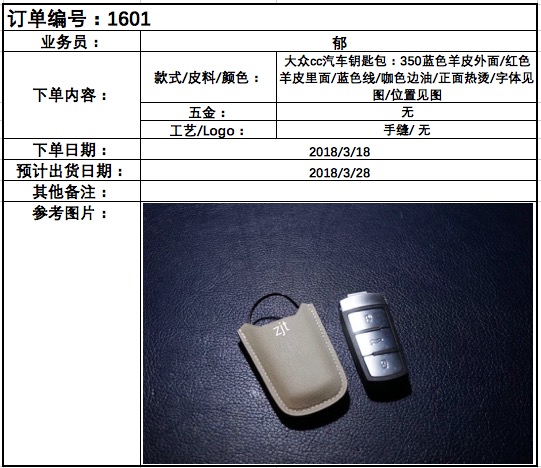 订单编号：1601
业务员：
郁
下单内容：
款式/皮料/颜色：
大众cc汽车钥匙包：350蓝色羊皮外面/红色
羊皮里面/蓝色线/咖色边油/正面热烫/字体见
图/位置见图
五金：
无
工艺/Logo：
手缝/ 无
下单日期：
2018/3/18
预计出货日期：
2018/3/28
其他备注：
参考图片：
zjt